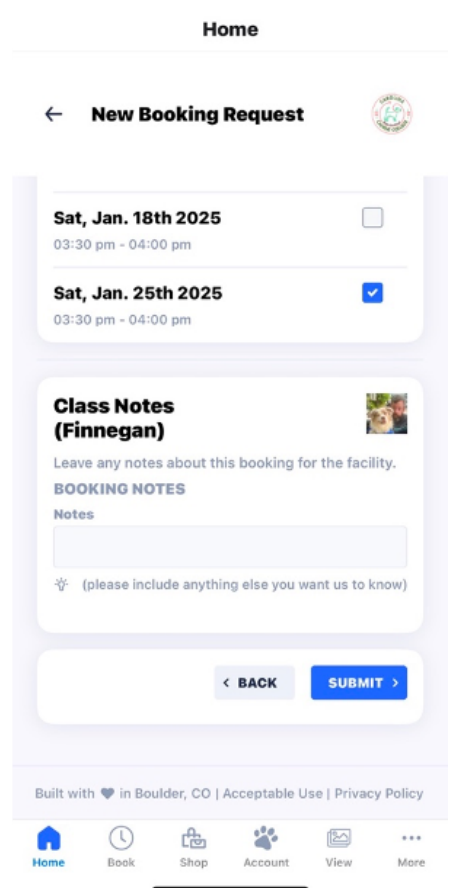 Home
New Booking Request
Sat, Jan. 18th 2025
03:30 pm - 04:00 pm
Sat, Jan. 25th 2025
03:30 pm - 04:00 pm
Class Notes
(Finnegan)
Leave any notes about this booking for the facility.
BOOKING NOTES
Notes
(please include anything else you want us to know)
BACK
SUBMIT
Built with ♥ in Boulder, CO | Acceptable Use | Privacy Policy
Home Book Shop Account View More